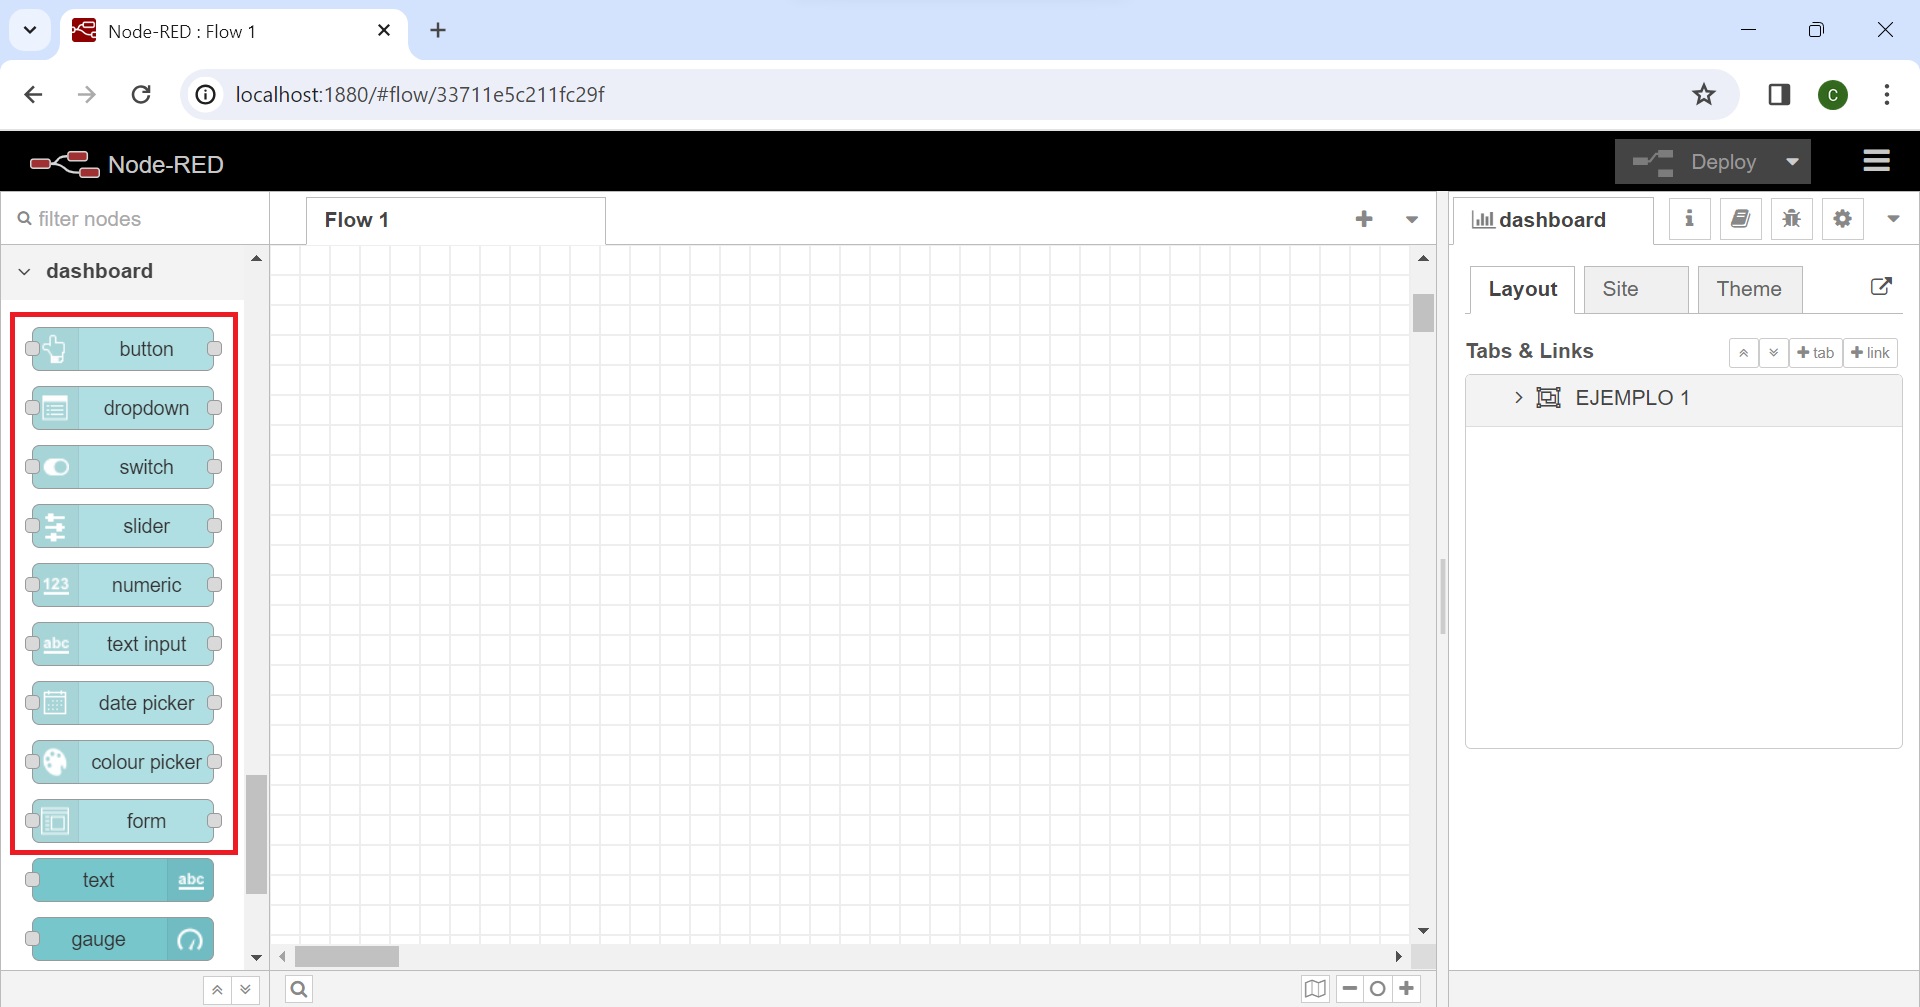 Node-RED : Flow 1
localhost:1880/#flow/33711e5c211fc29f
C
Node-RED
Deploy
filter nodes
Flow 1
dashboard
i
dashboard
Layout
Site
Theme
Tabs & Links
tab
link
EJEMPLO 1
button
dropdown
switch
slider
123
numeric
abc
text input
date picker
colour picker
form
text
abc
gauge